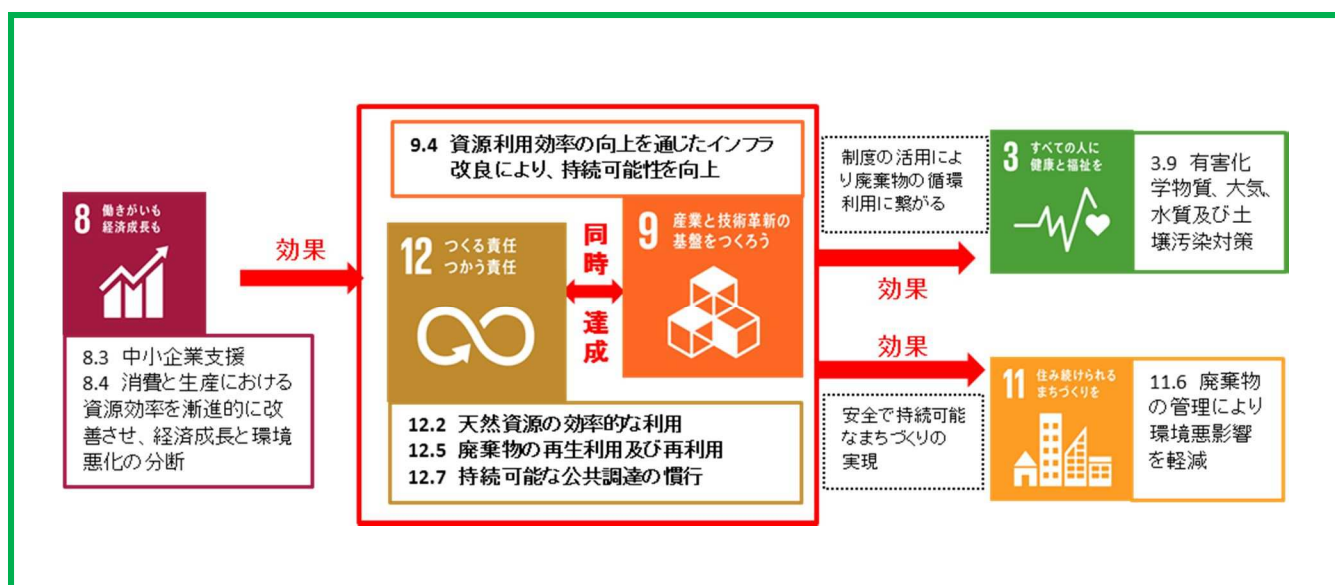 8 働きがいも
経済成長も
8.3 中小企業支援
8.4 消費と生産における
資源効率を漸進的に改
善させ、経済成長と環境
悪化の分断
効果
9.4 資源利用効率の向上を通じたインフラ
改良により、持続可能性を向上
12 つくる責任
つかう責任
同時
達成
9 産業と技術革新の
基盤をつくろう
12.2 天然資源の効率的な利用
12.5 廃棄物の再生利用及び再利用
12.7 持続可能な公共調達の慣行
制度の活用によ
り廃棄物の循環
利用に繋がる
効果
3 すべての人に
健康と福祉を
3.9 有害化
学物質、大気、
水質及び土
壌汚染対策
効果
安全で持続可能
なまちづくりの
実現
11 住み続けられる
まちづくりを
11.6 廃棄物
の管理により
環境悪影響
を軽減